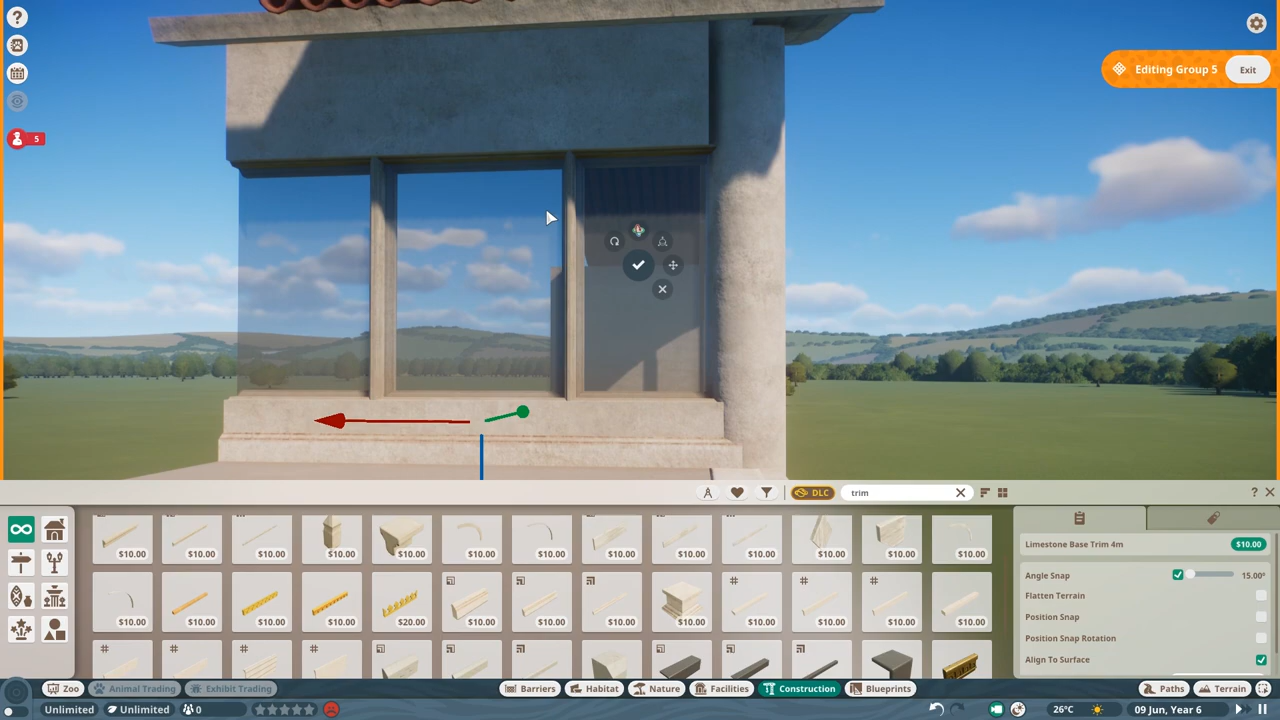 ?
Editing Group 5
Exit
5
DLC
trim
?
$10.00 $10.00 $10.00 $10.00 $10.00 $10.00 $10.00 $10.00 $10.00 $10.00 $10.00 $10.00
$10.00 $10.00 $10.00 $10.00 $20.00 $10.00 $10.00 $10.00 $10.00 $10.00 $10.00 $10.00 $10.00
Limestone Base Trim 4m
$10.00
Angle Snap
15.00°
Flatten Terrain
Position Snap
Position Snap Rotation
Align To Surface
Zoo
Animal Trading
Exhibit Trading
Barriers
Habitat
Nature
Facilities
Construction
Blueprints
Paths
Terrain
Unlimited
Unlimited
0
26°C
09 Jun, Year 6